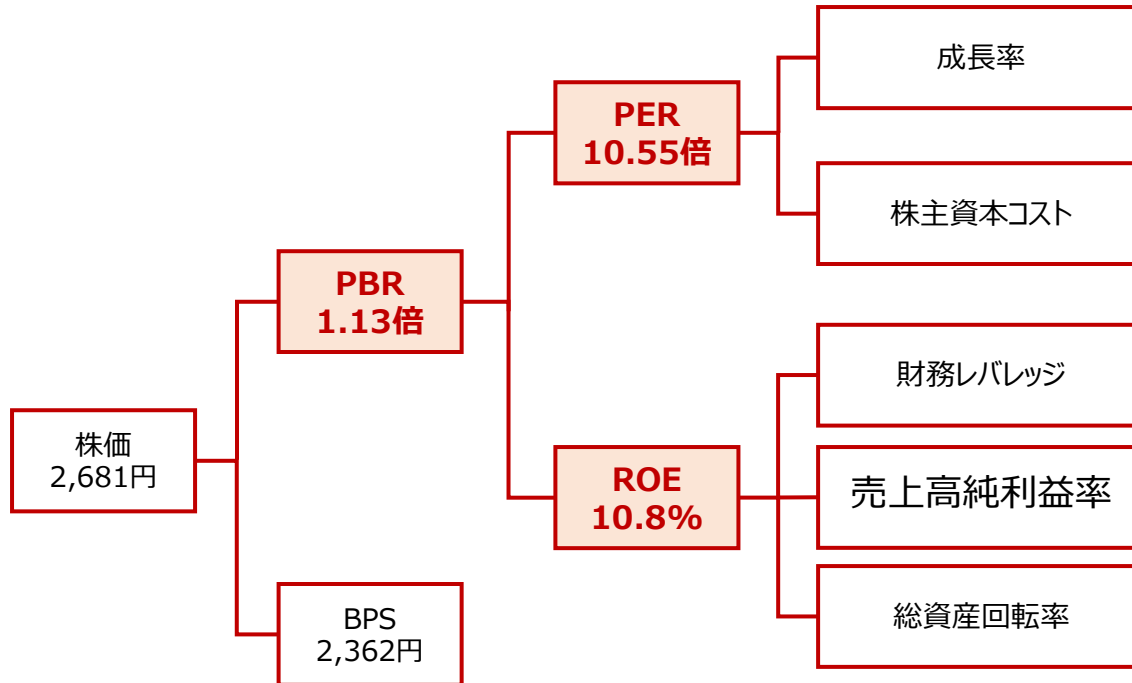 株価
2,681円
PBR
1.13倍
BPS
2,362円
PER
10.55倍
ROE
10.8%
成長率
株主資本コスト
財務レバレッジ
売上高純利益率
総資産回転率